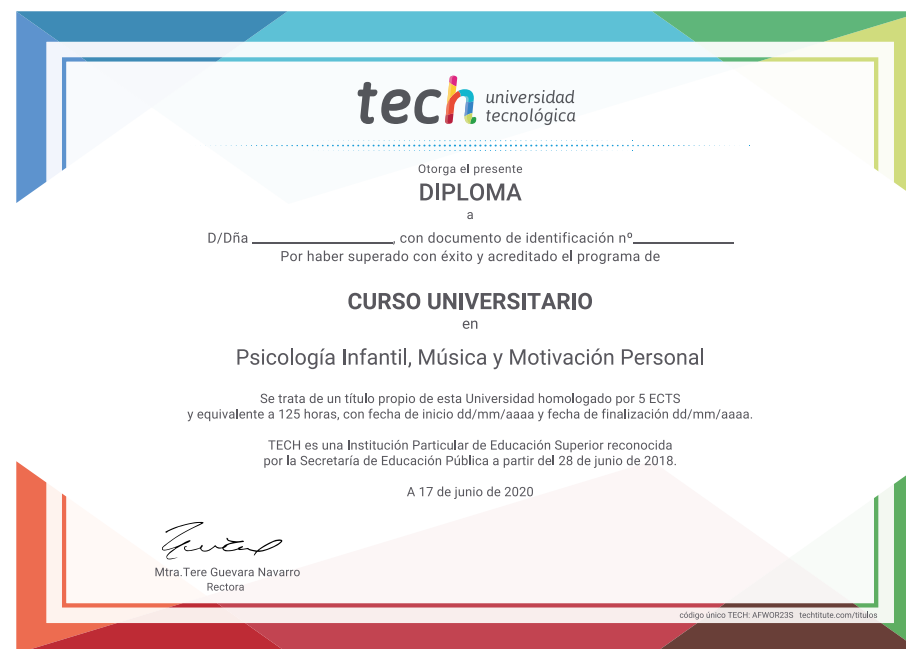 tech universidad
tecnológica
Otorga el presente
DIPLOMA
a
D/Dña ____________________, con documento de identificación nº______________
Por haber superado con éxito y acreditado el programa de
CURSO UNIVERSITARIO
en
Psicología Infantil, Música y Motivación Personal
Se trata de un título propio de esta Universidad homologado por 5 ECTS
y equivalente a 125 horas, con fecha de inicio dd/mm/aaaa y fecha de finalización dd/mm/aaaa.
TECH es una Institución Particular de Educación Superior reconocida
por la Secretaría de Educación Pública a partir del 28 de junio de 2018.
A 17 de junio de 2020
Mtra.Tere Guevara Navarro
Rectora
código único TECH: AFWOR23S techtitute.com/titulos